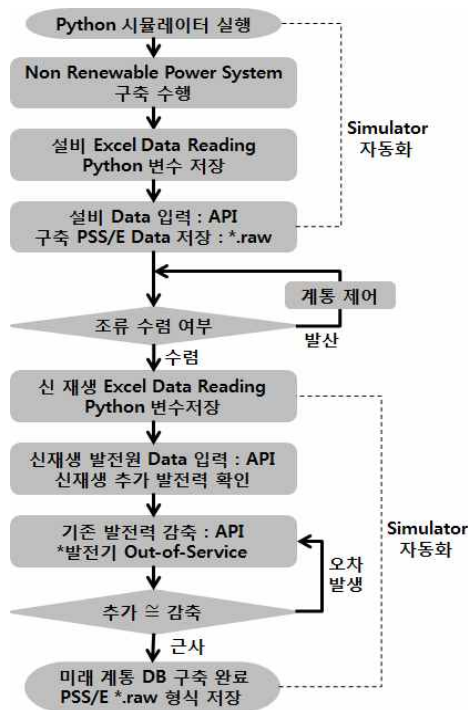 Python 시뮬레이터 실행
Non Renewable Power System
구축 수행
설비 Excel Data Reading
Python 변수 저장
Simulator
자동화
설비 Data 입력 : API
구축 PSS/E Data 저장 : *.raw
계통 제어
조류 수렴 여부
발산
수렴
신 재생 Excel Data Reading
Python 변수저장
신재생 발전원 Data 입력 : API
신재생 추가 발전력 확인
기존 발전력 감축 : API
*발전기 Out-of-Service
Simulator
자동화
오차
발생
추가 ≅ 감축
근사
미래 계통 DB 구축 완료
PSS/E *.raw 형식 저장